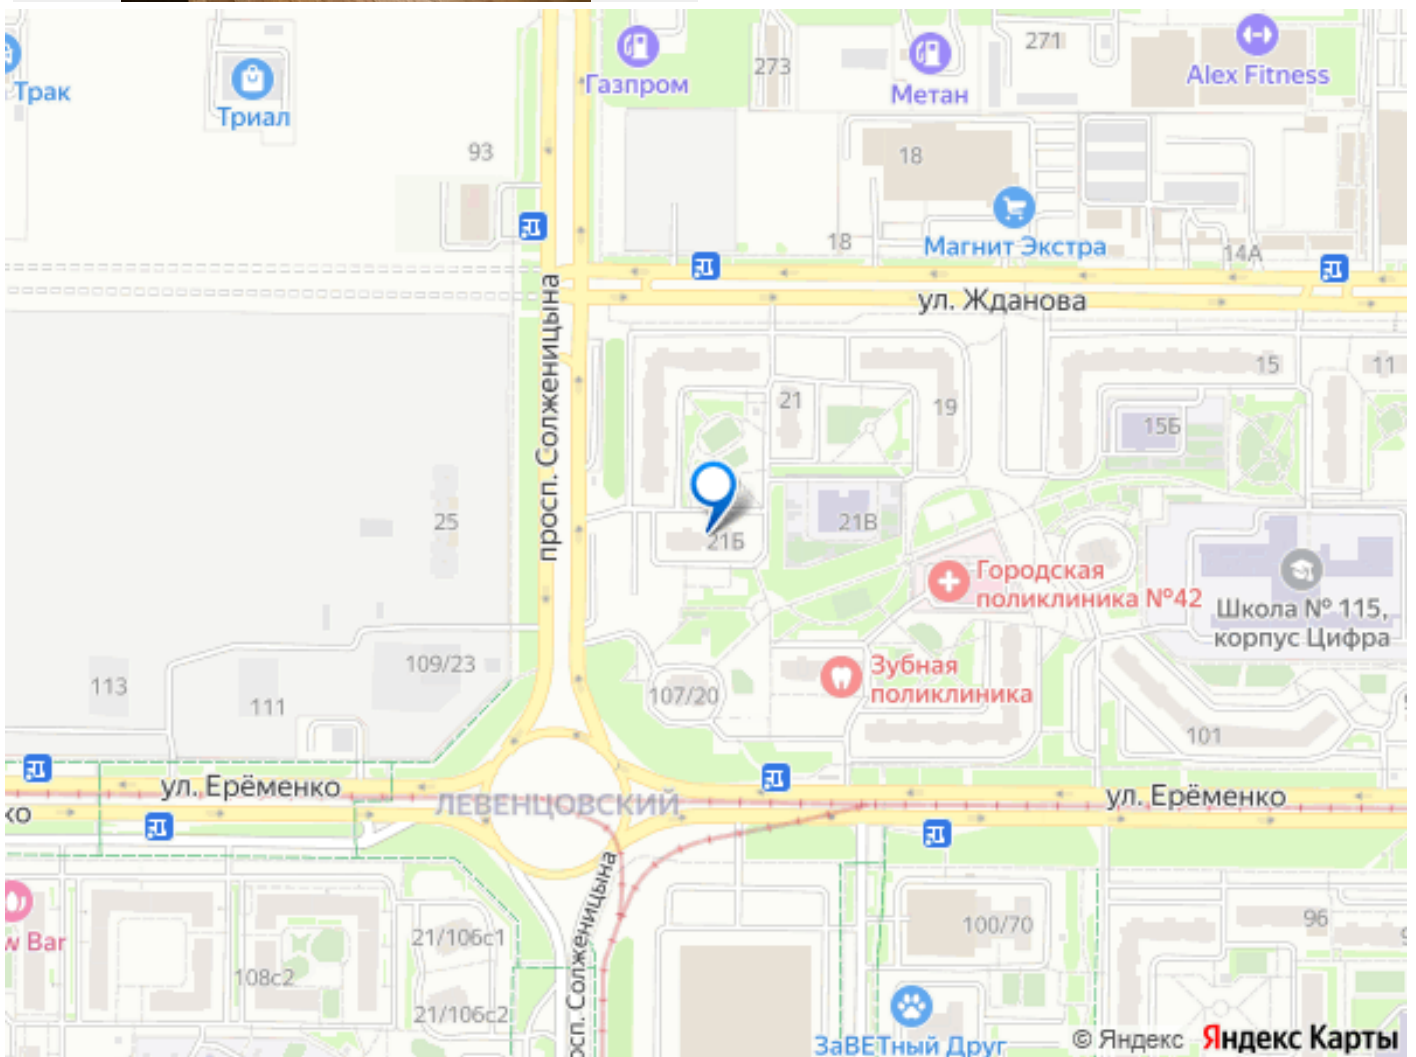 Трак
Триал
93
Газпром
273
Метан
271
Alex Fitness
18
Магнит Экстра
18
14А
ул. Жданова
просп. Солженицына
15
11
21
19
15Б
25
21Б
21В
Городская
поликлиника №42
Школа № 115,
корпус Цифра
113
111
109/23
107/20
Зубная
поликлиника
101
ул. Ерёменко
ЛЕВЕНЦОВСКИЙ
ул. Ерёменко
ко
w Bar
108с2
21/106с1
21/106с2
осп. Солженицына
100/70
96
ЗаВЕТный Друг
© Яндекс Яндекс Карты